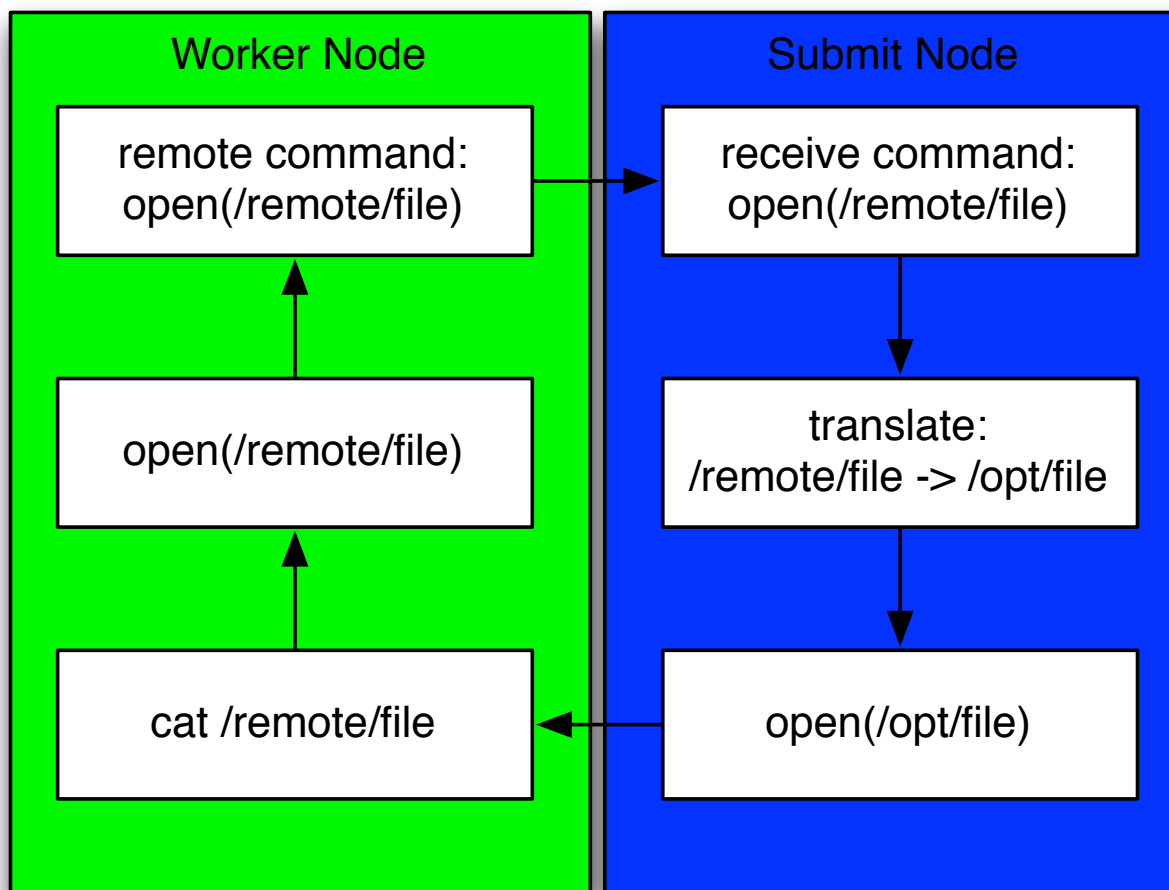 Worker Node
remote command:
open(/remote/file)
open(/remote/file)
cat /remote/file
Submit Node
receive command:
open(/remote/file)
translate:
/remote/file -> /opt/file
open(/opt/file)